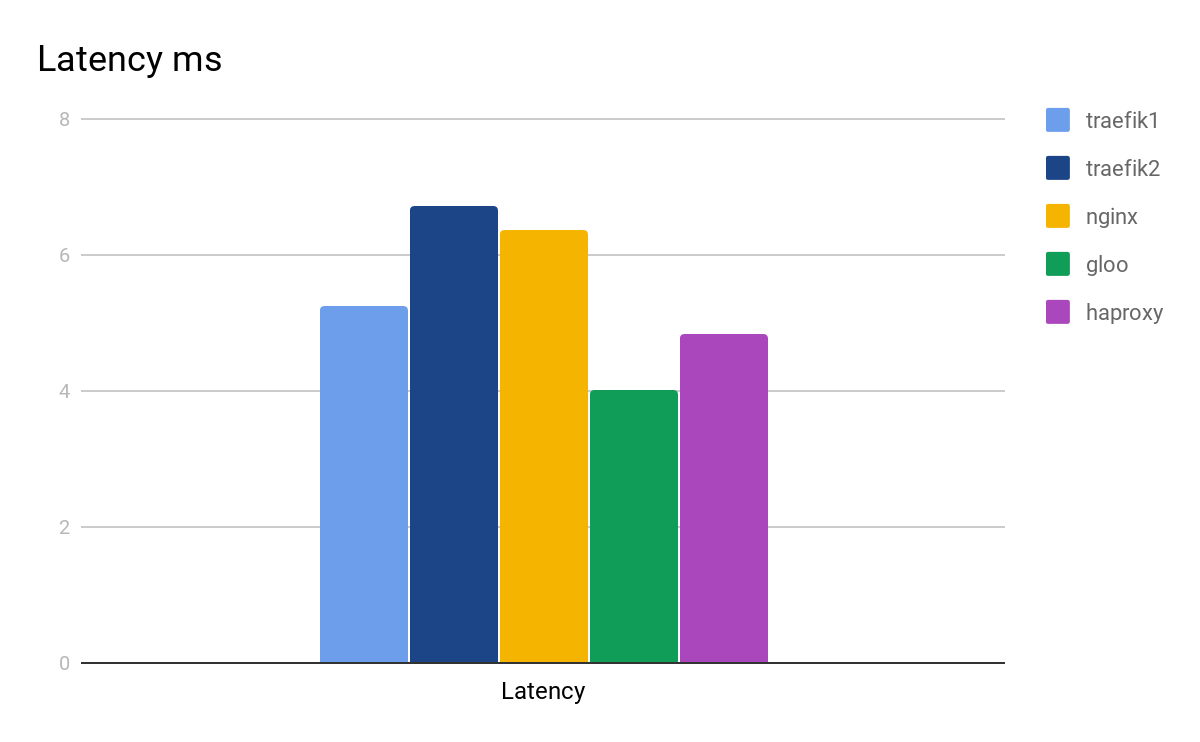 Latency ms
8
6
4
2
0
Latency
traefik1
traefik2
nginx
gloo
haproxy